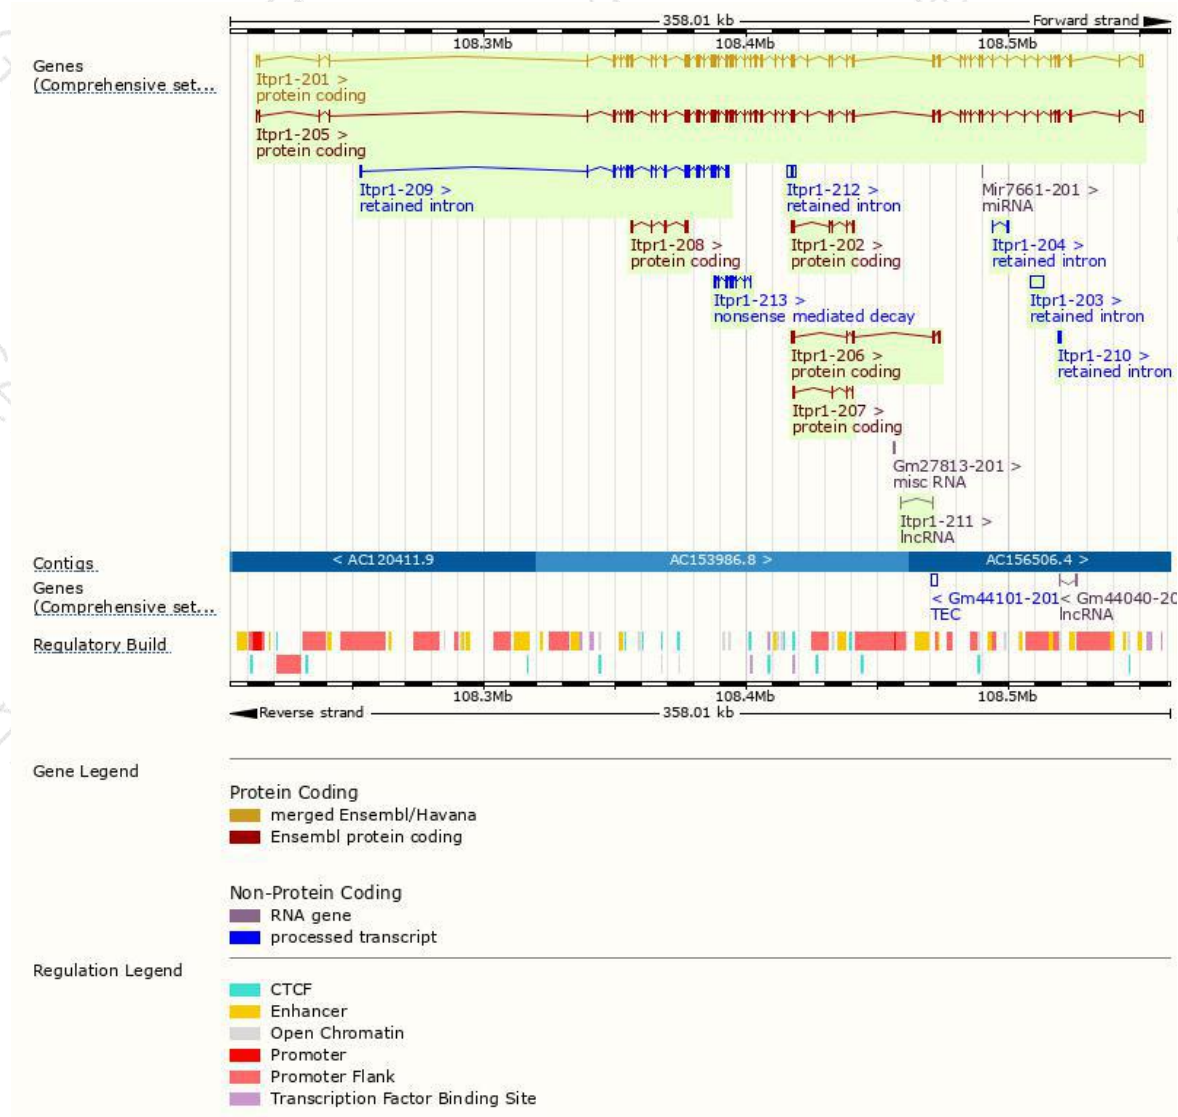 358.01 kb Forward strand
108.3Mb 108.4Mb 108.5Mb
Genes
(Comprehensive set...
Itpr1-201 >
protein coding
Itpr1-205 >
protein coding
Itpr1-209 > Itpr1-212 > Mir7661-201 >
retained intron retained intron miRNA
Itpr1-208 > Itpr1-202 > Itpr1-204 >
protein coding protein coding retained intron
Itpr1-213 > Itpr1-203 >
nonsense mediated decay retained intron
Itpr1-206 > Itpr1-210 >
protein coding retained intron
Itpr1-207 >
protein coding
Gm27813-201 >
misc RNA
Itpr1-211 >
lncRNA
Contigs < AC120411.9 AC153986.8 > AC156506.4 >
Genes
(Comprehensive set...
< Gm44101-201 < Gm44040-20
TEC lncRNA
Regulatory Build
108.3Mb 108.4Mb 108.5Mb
Reverse strand 358.01 kb
Gene Legend
Protein Coding
merged Ensembl/Havana
Ensembl protein coding
Non-Protein Coding
RNA gene
processed transcript
Regulation Legend
CTCF
Enhancer
Open Chromatin
Promoter
Promoter Flank
Transcription Factor Binding Site